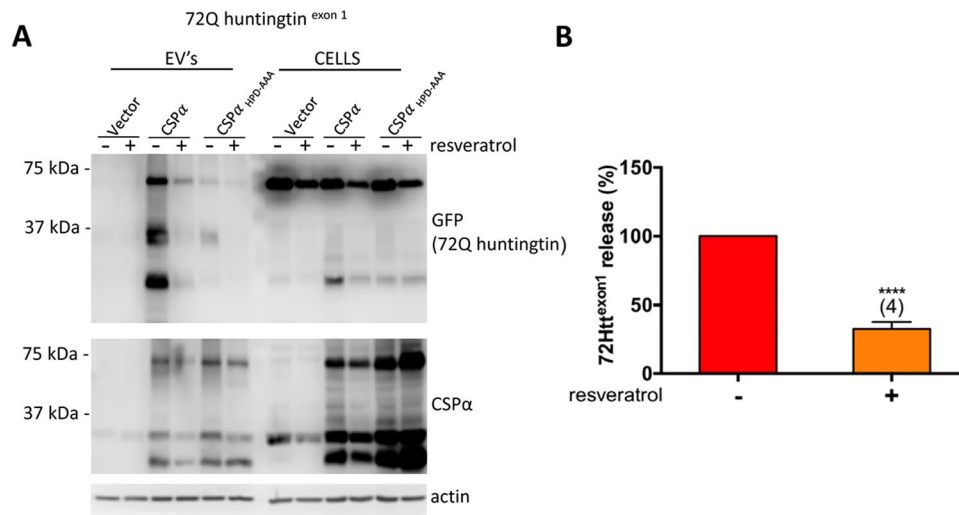 72Q huntingtin exon 1
A
EV's CELLS
Vector CSPα CSPα HPD-AAA Vector CSPα CSPα HPD-AAA
- + - + - + - + - + - + resveratrol
75 kDa -
37 kDa -
GFP
(72Q huntingtin)
75 kDa -
37 kDa -
CSPα
actin
B
72Htt exon1 release (%)
150
100
50
0
****
(4)
resveratrol - +